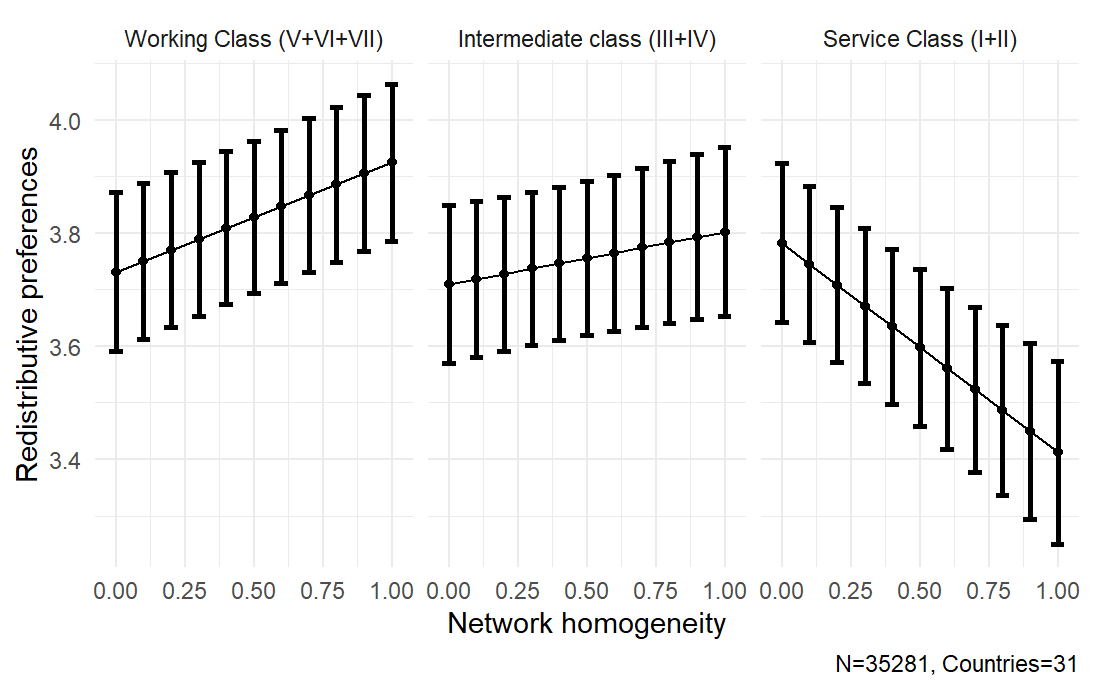 Working Class (V+VI+VII) Intermediate class (III+IV) Service Class (I+II)
Redistributive preferences
4.0
3.8
3.6
3.4
0.00 0.25 0.50 0.75 1.00 0.00 0.25 0.50 0.75 1.00 0.00 0.25 0.50 0.75 1.00
Network homogeneity
N=35281, Countries=31